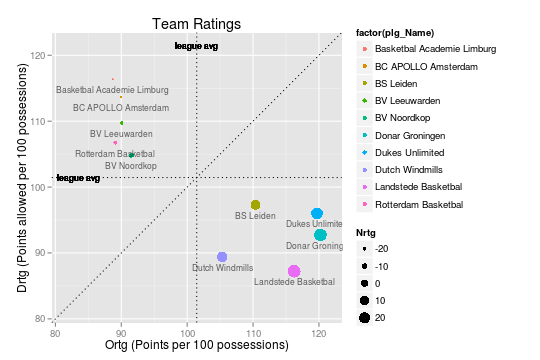 Team Ratings
factor(plg_Name)
Basketbal Academie Limburg
BC APOLLO Amsterdam
BS Leiden
BV Leeuwarden
BV Noordkop
Donar Groningen
Dukes Unlimited
Dutch Windmills
Landstede Basketbal
Rotterdam Basketbal
Nrtg
-20
-10
0
10
20
Drtg (Points allowed per 100 possessions)
120
110
100
90
80
league avg
Basketbal Academie Limburg
BC APOLLO Amsterdam
BV Leeuwarden
Rotterdam Basketbal
BV Noordkop
league avg
BS Leiden
Dukes Unlimite
Donar Groning
Dutch Windmills
Landstede Basketbal
80 90 100 110 120
Ortg (Points per 100 possessions)